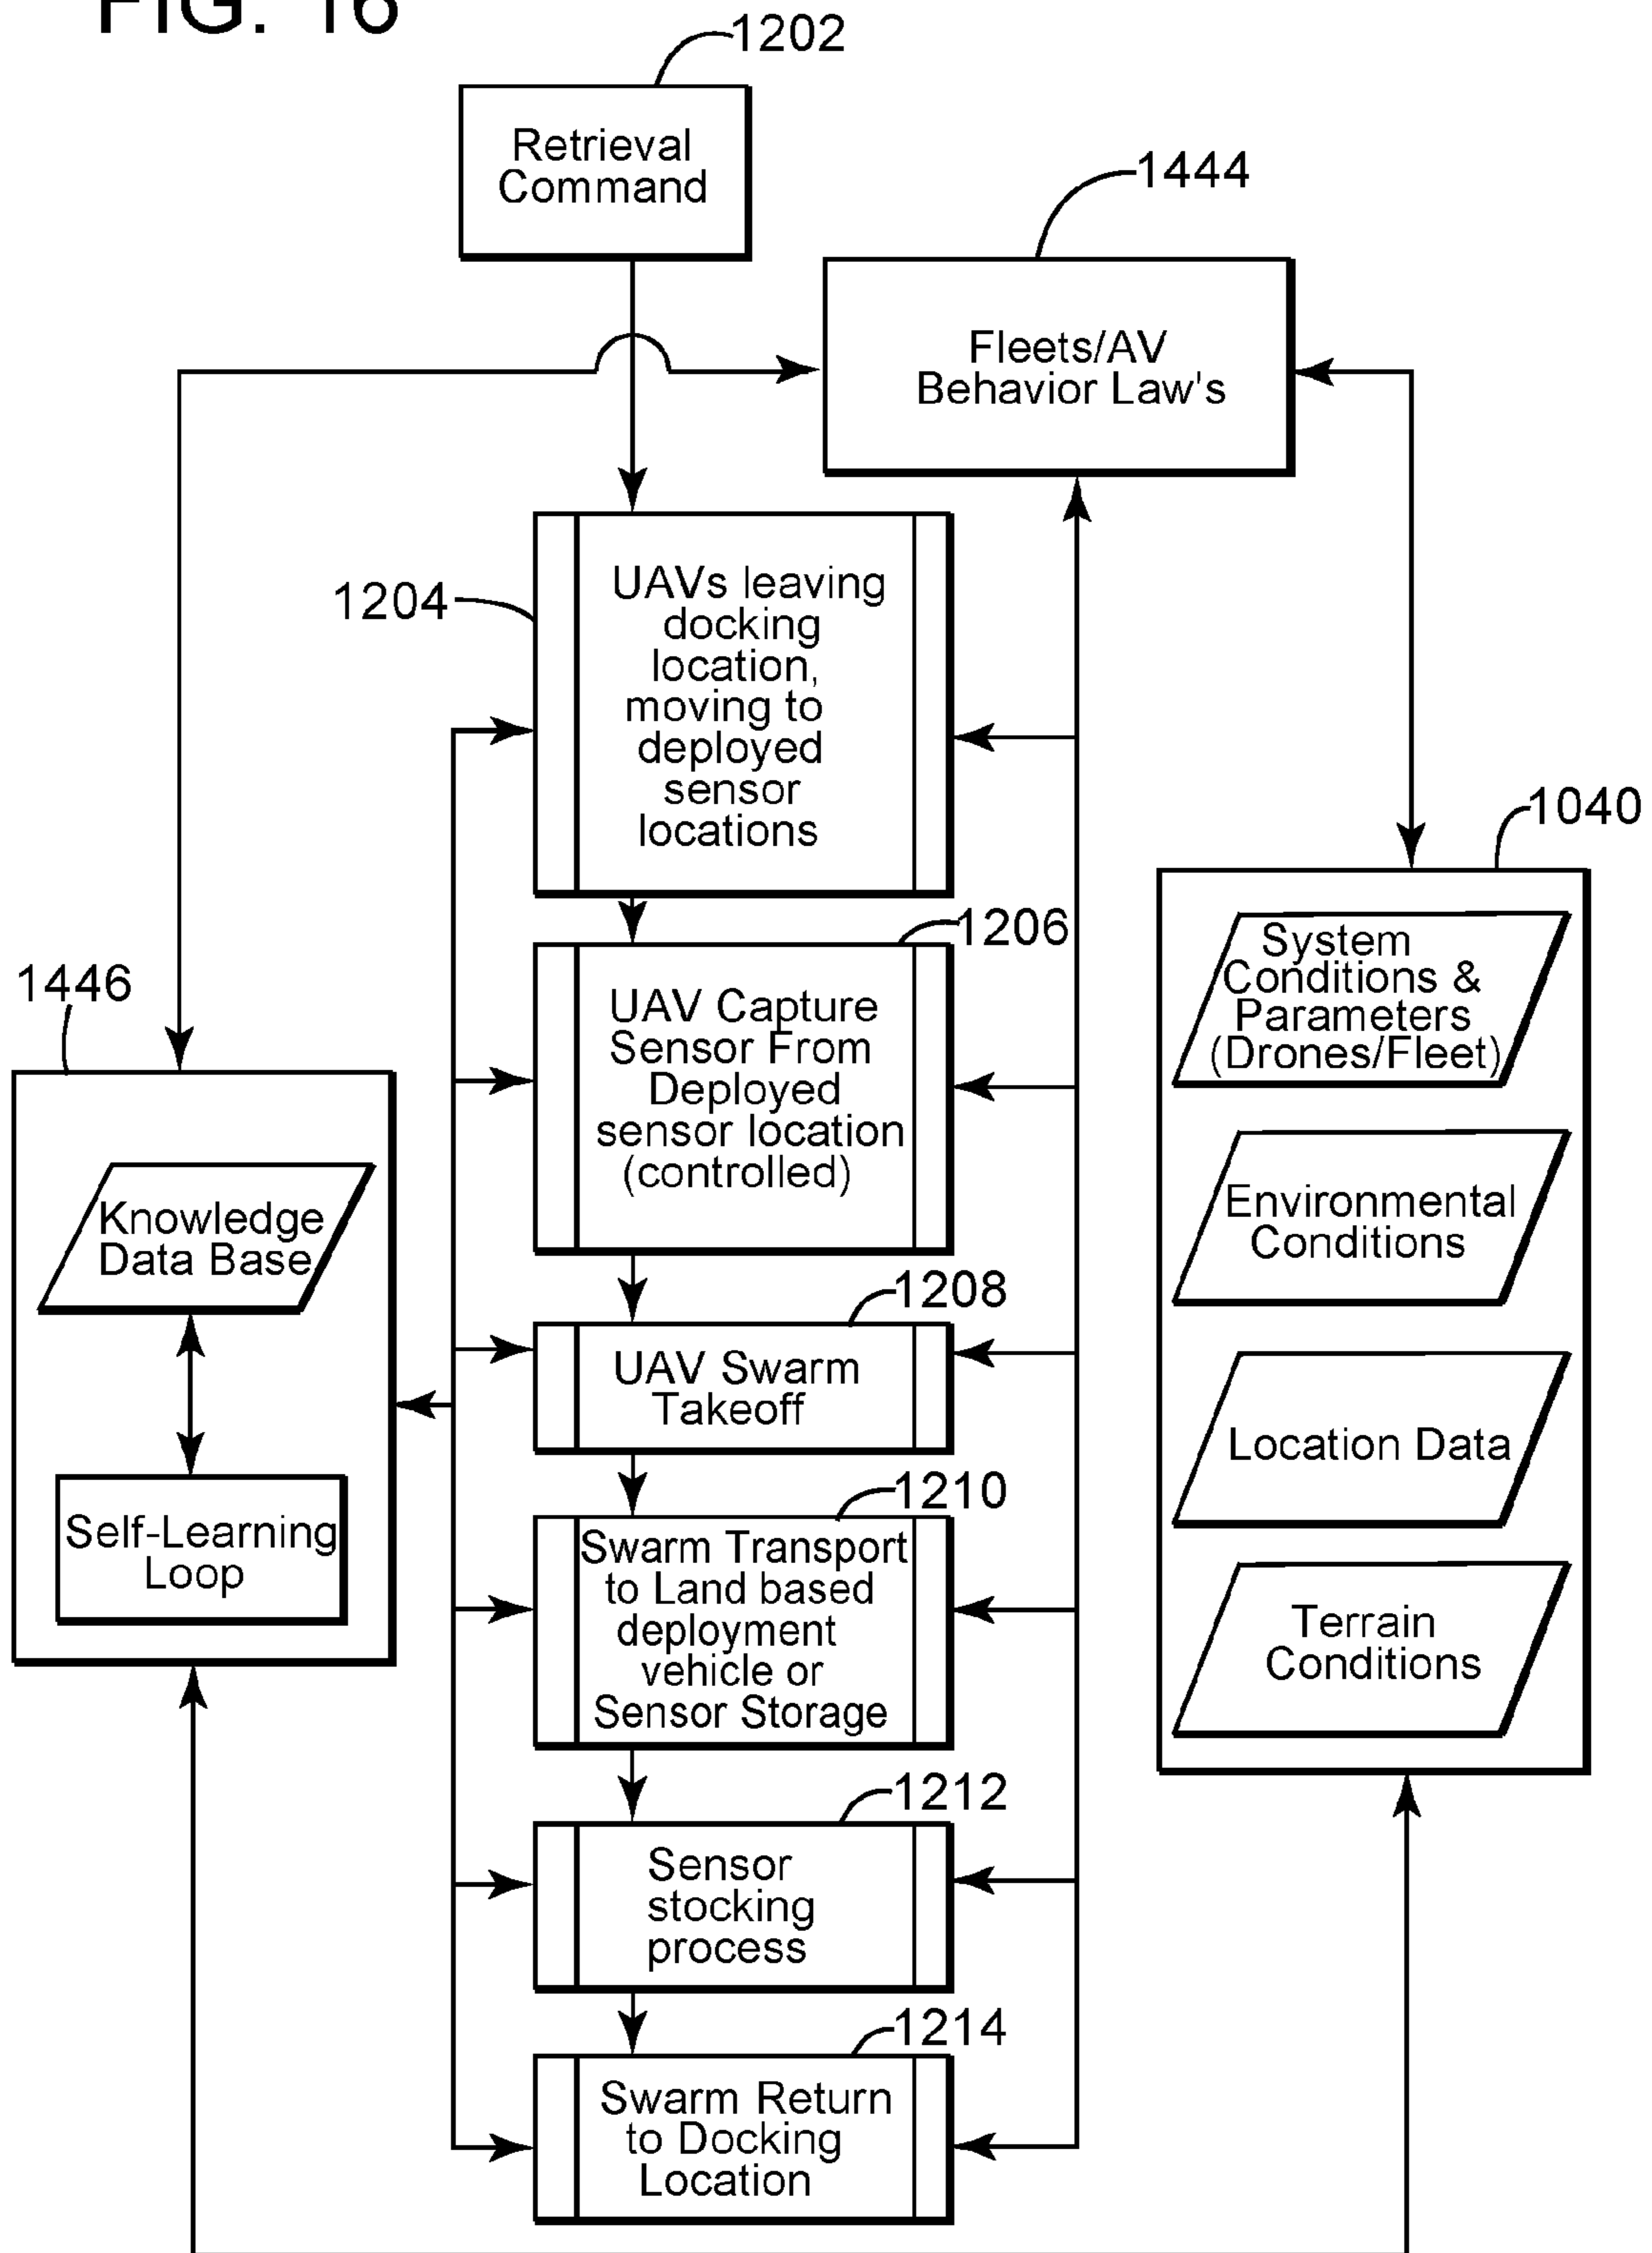 FIG. 16
1202
Retrieval
Command
1444
Fleets/AV
Behavior Law's
1204
UAVs leaving
docking
location,
moving to
deployed
sensor
locations
1040
System
Conditions &
Parameters
(Drones/Fleet)
1206
UAV Capture
Sensor From
Deployed
sensor location
(controlled)
1446
Knowledge
Data Base
Environmental
Conditions
1208
UAV Swarm
Takeoff
Location Data
Self-Learning
Loop
1210
Swarm Transport
to Land based
deployment
vehicle or
Sensor Storage
Terrain
Conditions
1212
Sensor
stocking
process
1214
Swarm Return
to Docking
Location